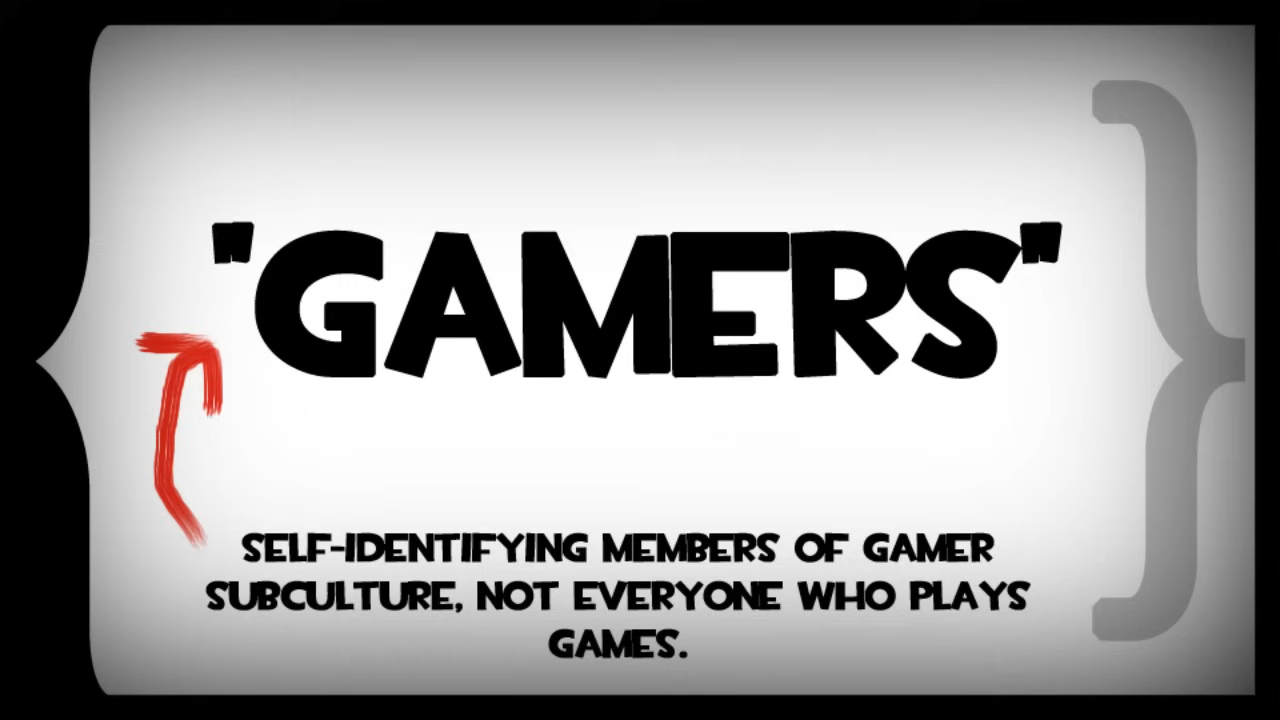 "GAMERS"
SELF-IDENTIFYING MEMBERS OF GAMER
SUBCULTURE, NOT EVERYONE WHO PLAYS
GAMES.